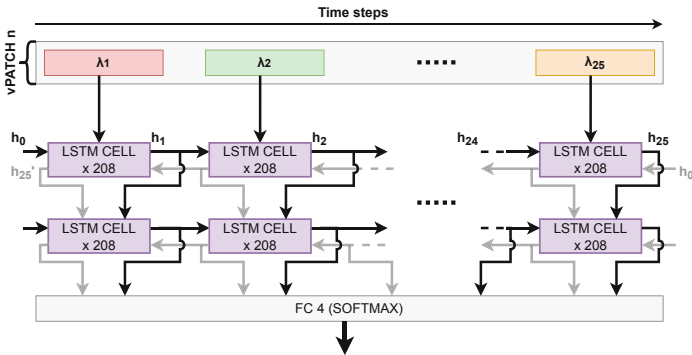 Time steps
vPATCH n
λ1 λ2 ..... λ25
h0 h1 h2 h24 h25
LSTM CELL x 208
LSTM CELL x 208
LSTM CELL x 208
h25' h0
.....
LSTM CELL x 208
LSTM CELL x 208
LSTM CELL x 208
FC 4 (SOFTMAX)